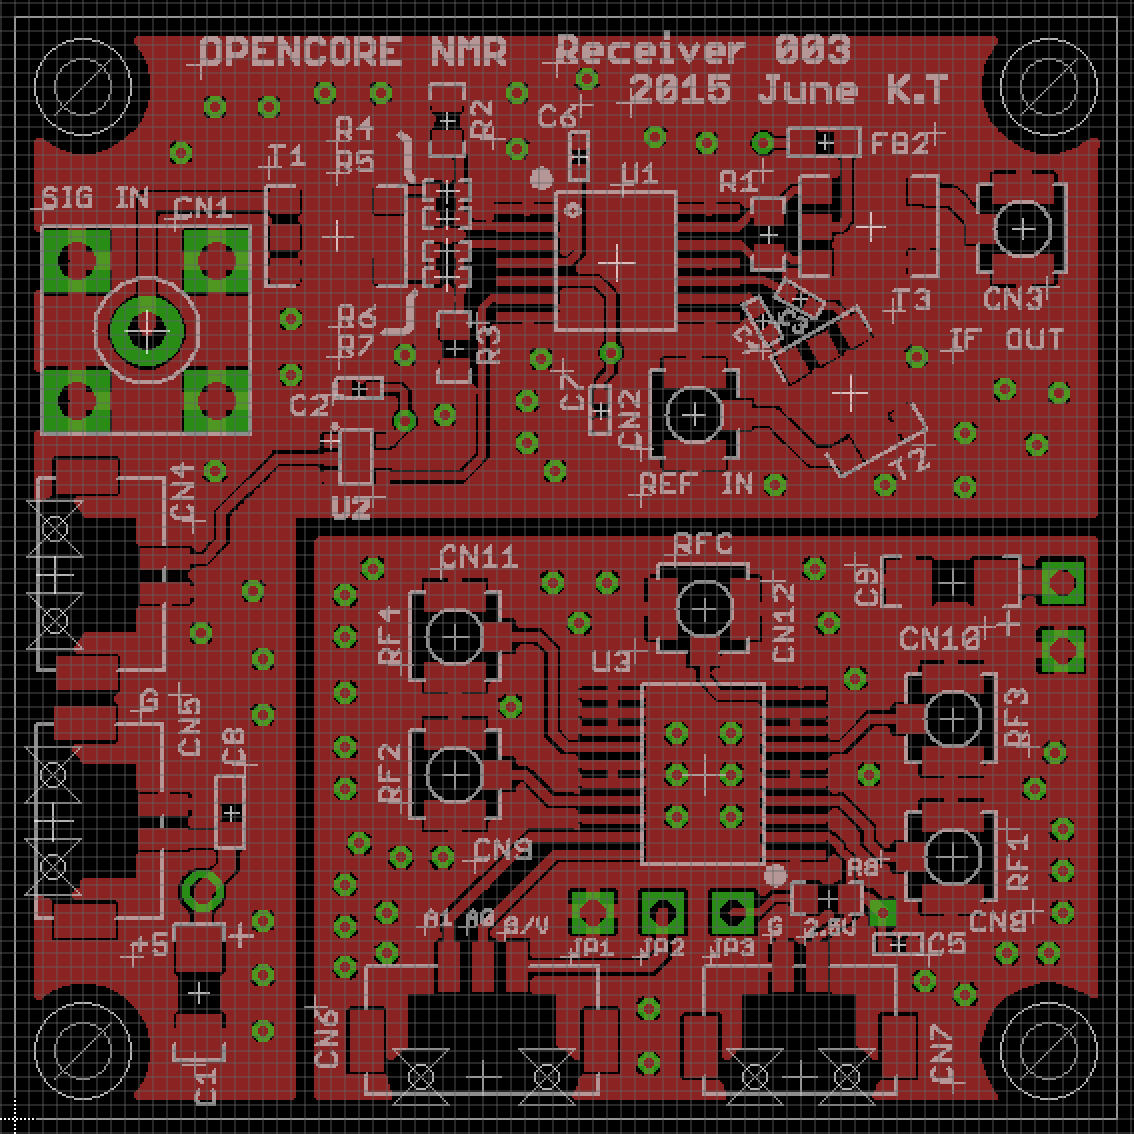 OPENCORE NMR Receiver 003
2015 June K.T
R4
R5
R2
C6
FB2
T1
U1
R1
SIG IN
CN1
T3
CN3
C3
R6
R7
R3
IF OUT
C2
C7
CN2
T2
REF IN
CN4
U2
RFC
CN11
C9
CN10
+
RF4
CN12
U3
G
CN5
RF3
C8
RF2
CN9
R8
RF1
A1 A0 0/V
G 2.8V
CN8
+5
+
JP1 JP2 JP3
C5
CN6
CN7
C1